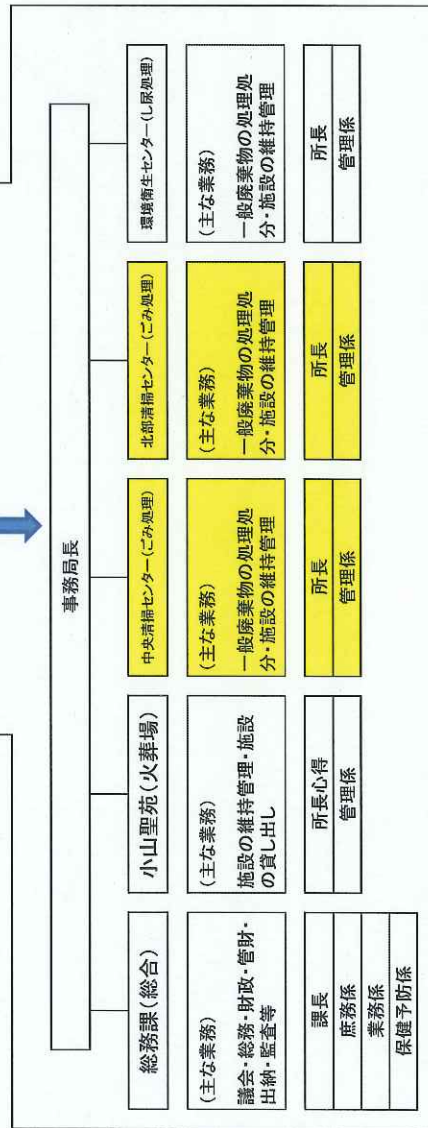 事務局長
総務課(総合)
(主な業務)
議会・総務・財政・管財・
出納・監査等
課長
庶務係
業務係
保健予防係
小山聖苑(火葬場)
(主な業務)
施設の維持管理・施設
の貸し出し
所長心得
管理係
中央清掃センター(ごみ処理)
(主な業務)
一般廃棄物の処理処
分・施設の維持管理
所長
管理係
北部清掃センター(ごみ処理)
(主な業務)
一般廃棄物の処理処
分・施設の維持管理
所長
管理係
環境衛生センター(し尿処理)
(主な業務)
一般廃棄物の処理処
分・施設の維持管理
所長
管理係